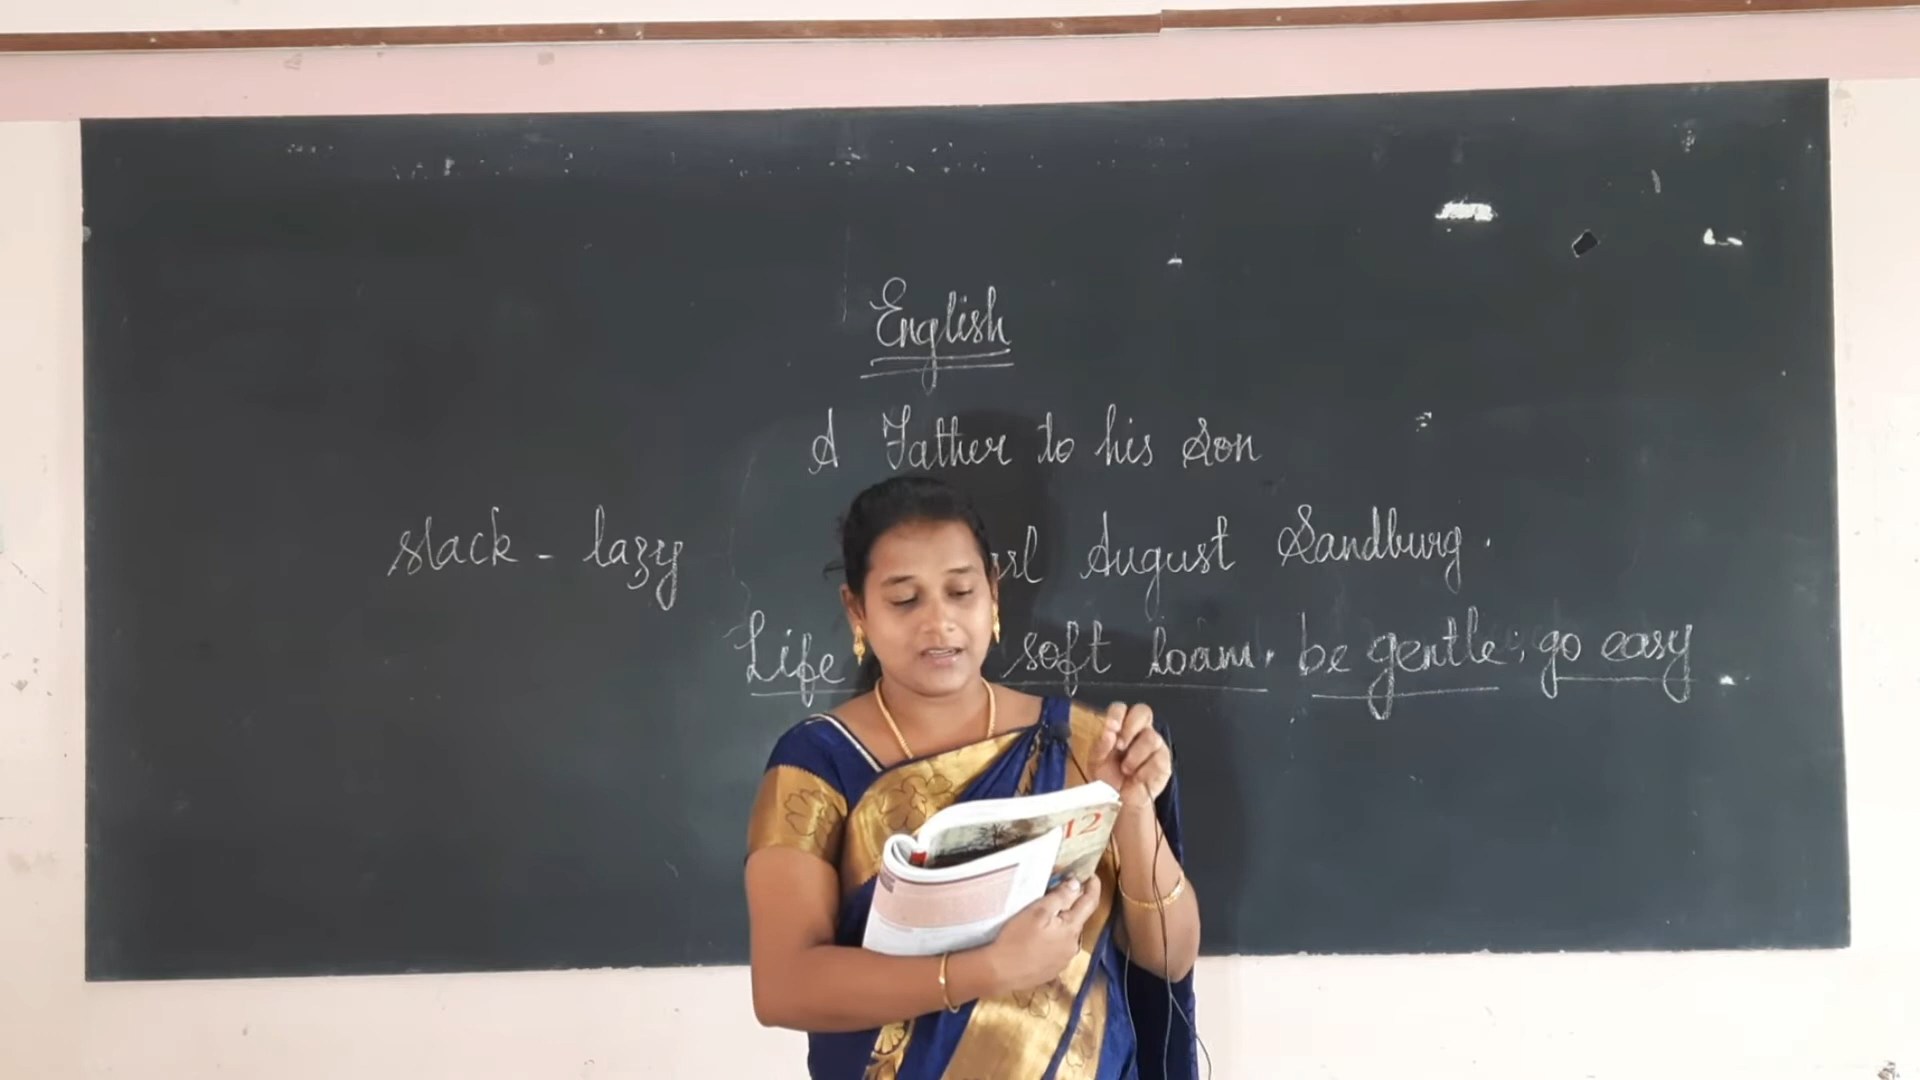 English
A Father to his Son
slack - lazy
August Sandburg.
Life soft loam. be gentle; go easy
12